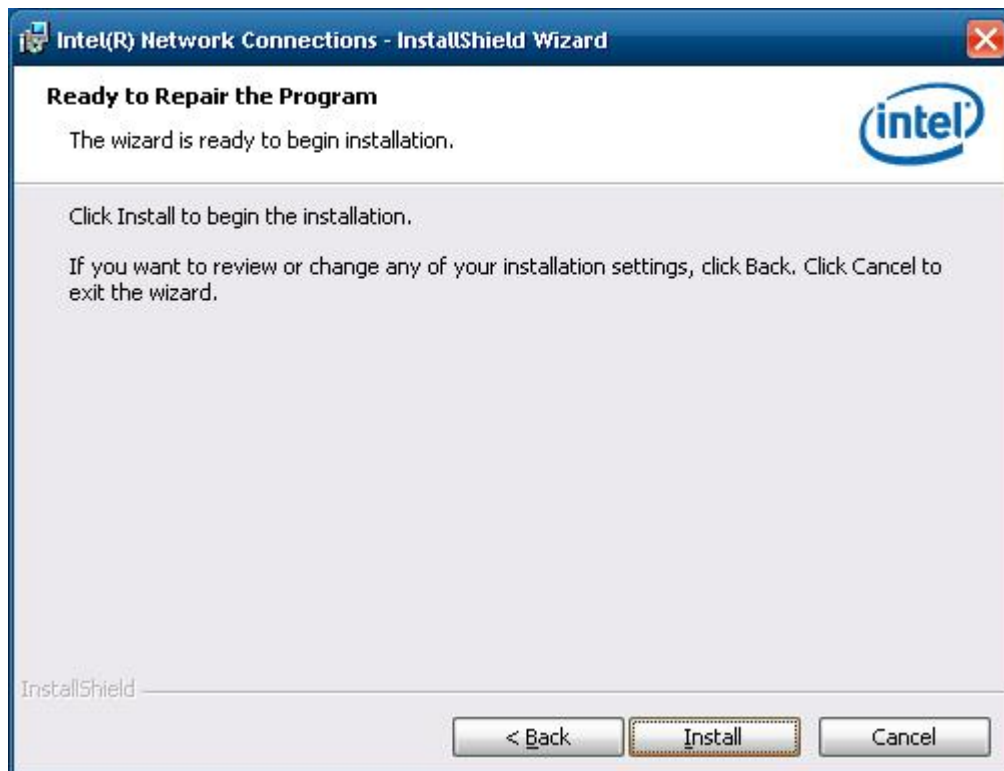 Intel(R) Network Connections - InstallShield Wizard
Ready to Repair the Program
The wizard is ready to begin installation.
intel
Click Install to begin the installation.
If you want to review or change any of your installation settings, click Back. Click Cancel to
exit the wizard.
InstallShield
< Back
Install
Cancel